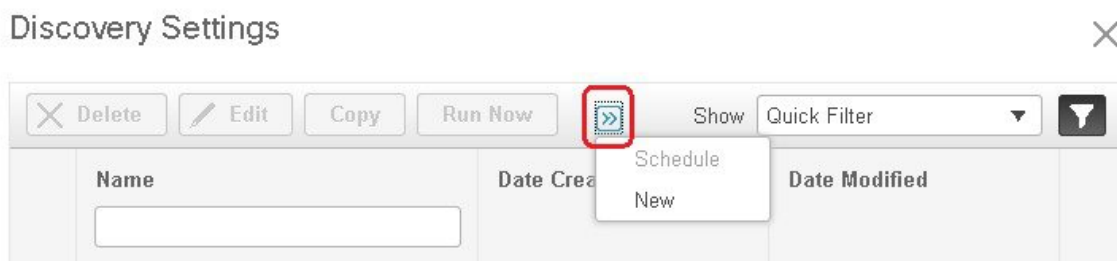 Discovery Settings
Delete Edit Copy Run Now Show Quick Filter
Schedule
Name Date Crea Date Modified
New